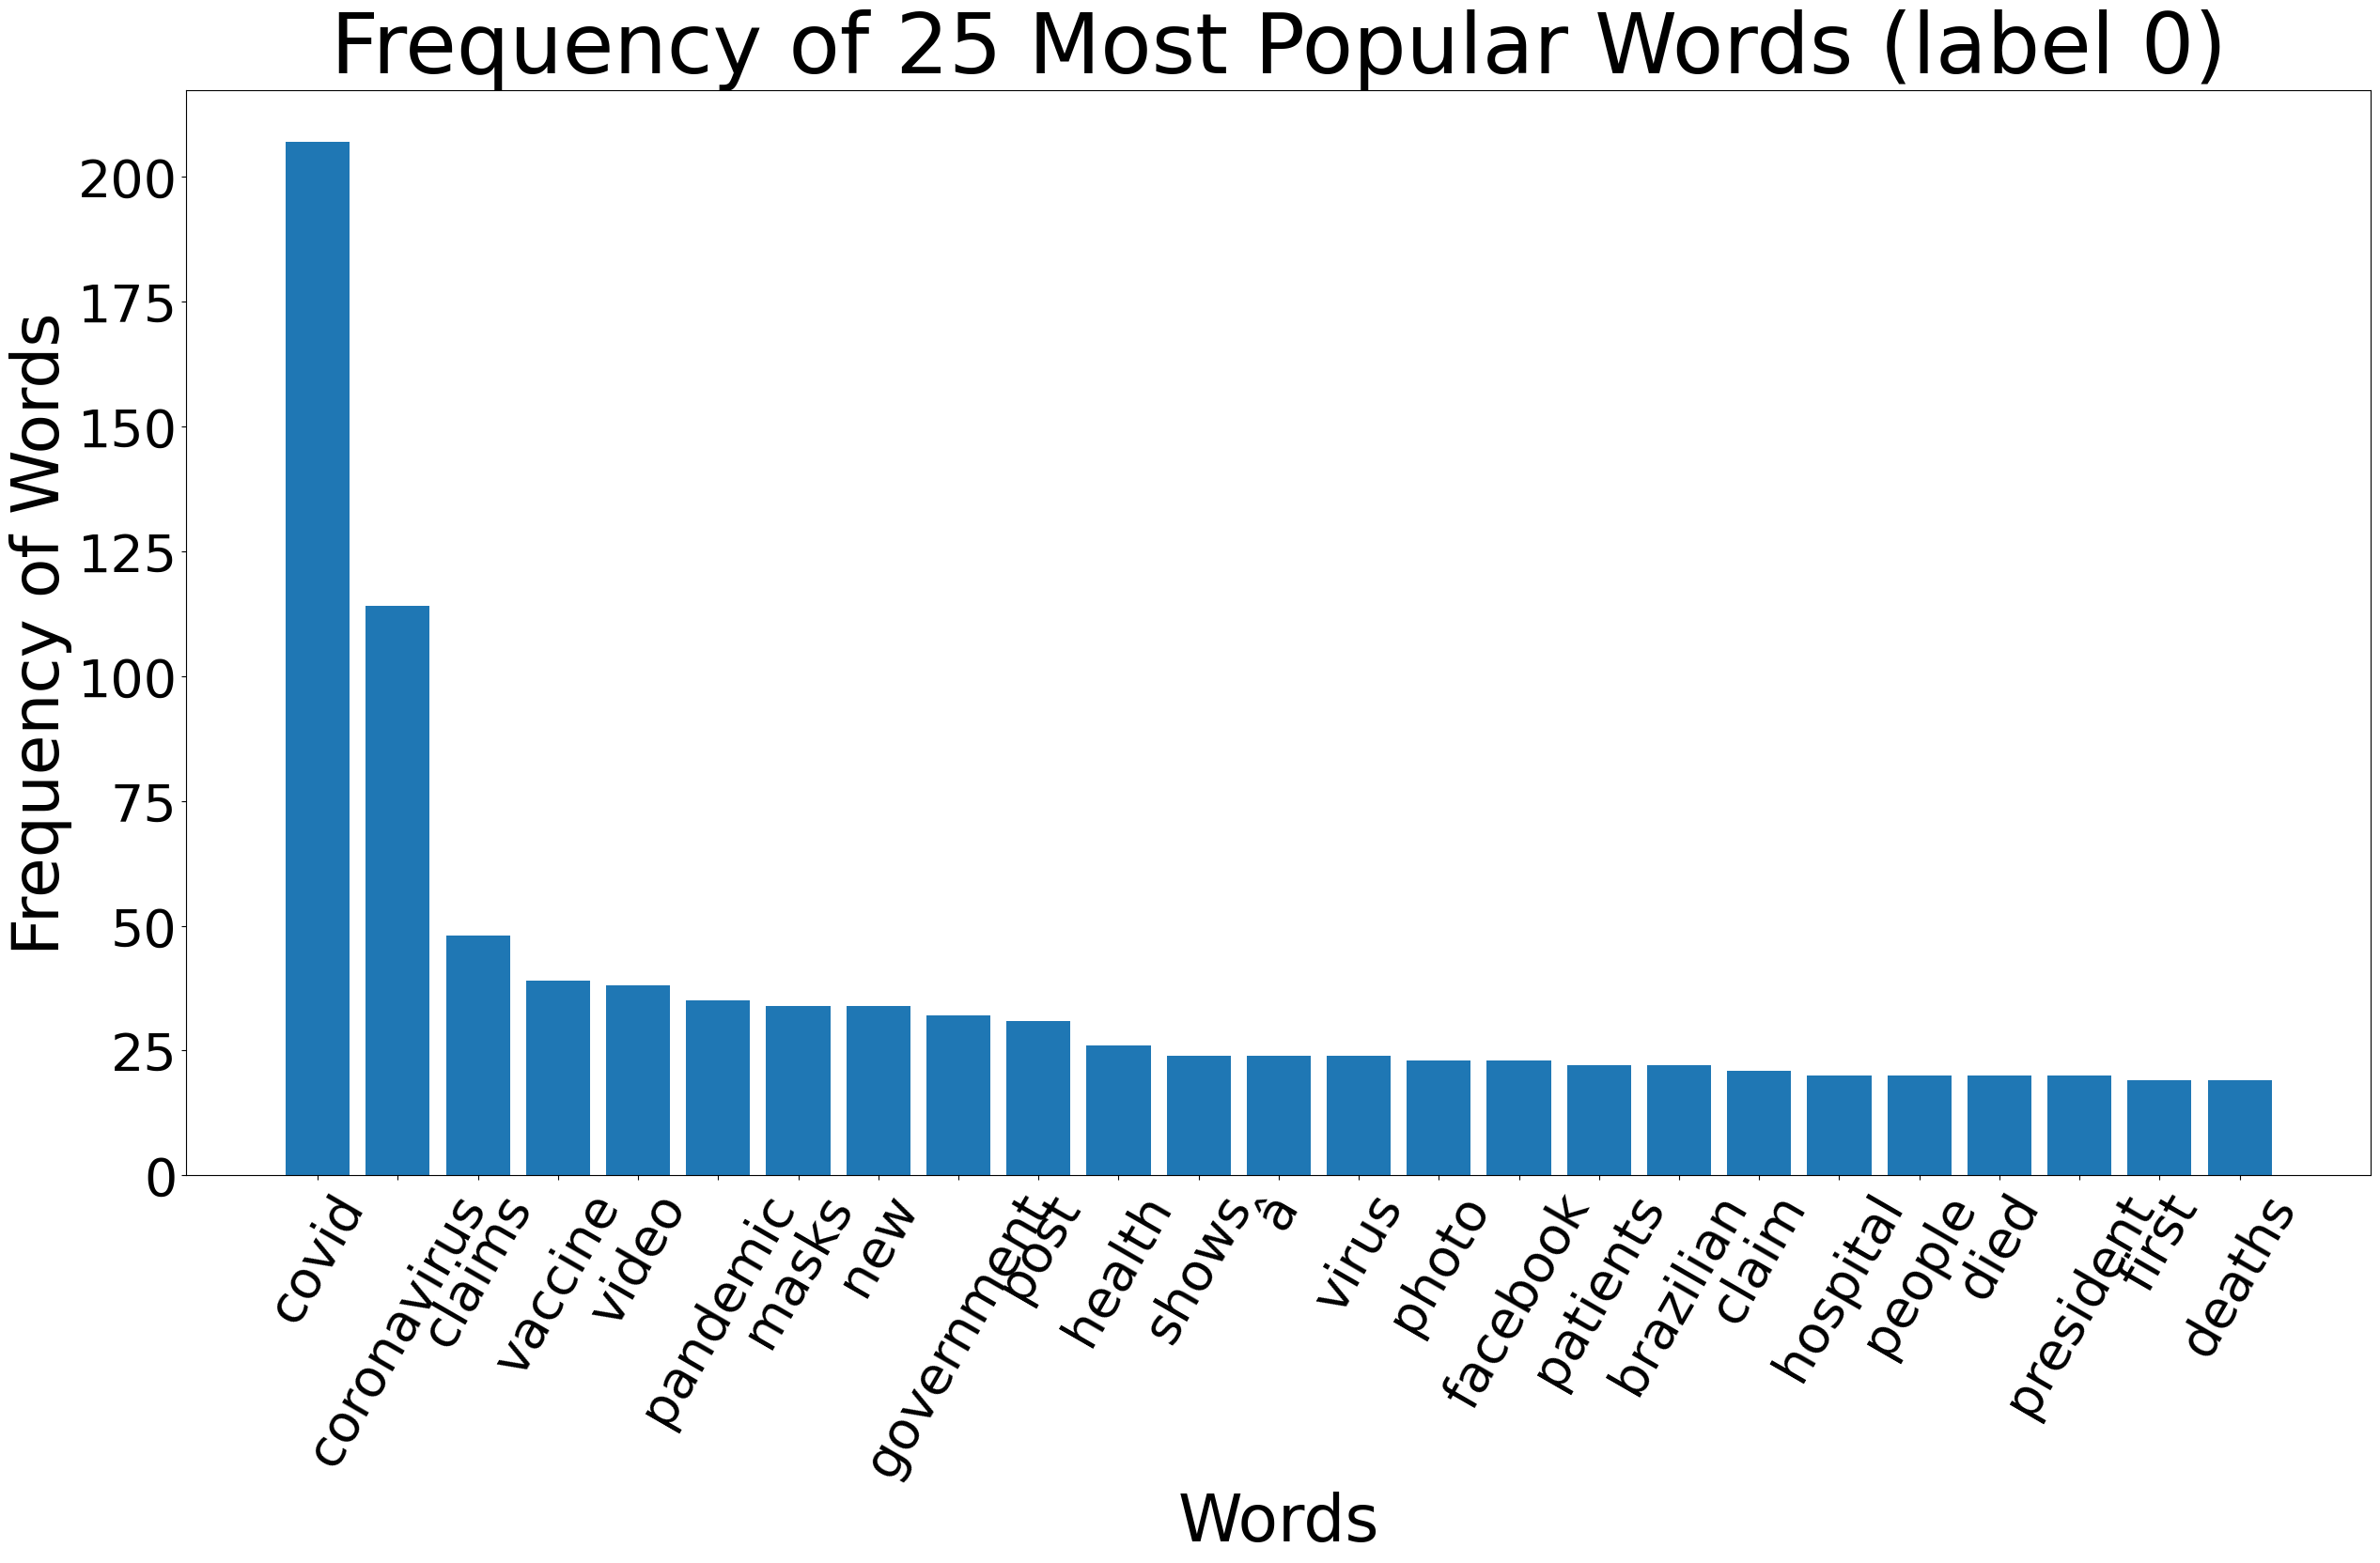 Frequency of 25 Most Popular Words (label 0)
Frequency of Words
200
175
150
125
100
75
50
25
0
covid
coronavirus
claims
vaccine
video
pandemic
masks
new
government
post
health
shows
â
virus
photo
facebook
patients
brazilian
claim
hospital
people
died
president
first
deaths
Words